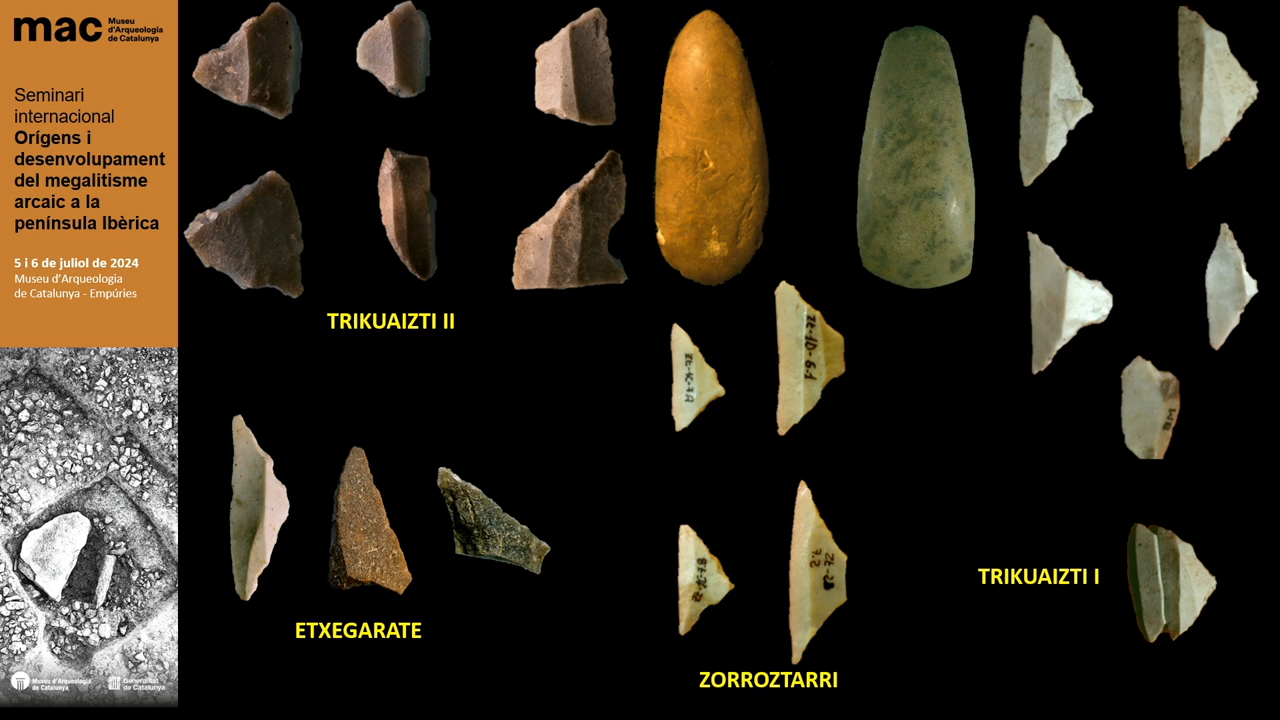 mac
Museu
d'Arqueologia
de Catalunya
Seminari
internacional
Orígens i
desenvolupament
del megalitisme
arcaic a la
península Ibèrica
5 i 6 de juliol de 2024
Museu d'Arqueologia
de Catalunya - Empúries
Museu d'Arqueologia
de Catalunya
Generalitat
de Catalunya
TRIKUAIZTI II
ETXEGARATE
ZORROZTARRI
TRIKUAIZTI I